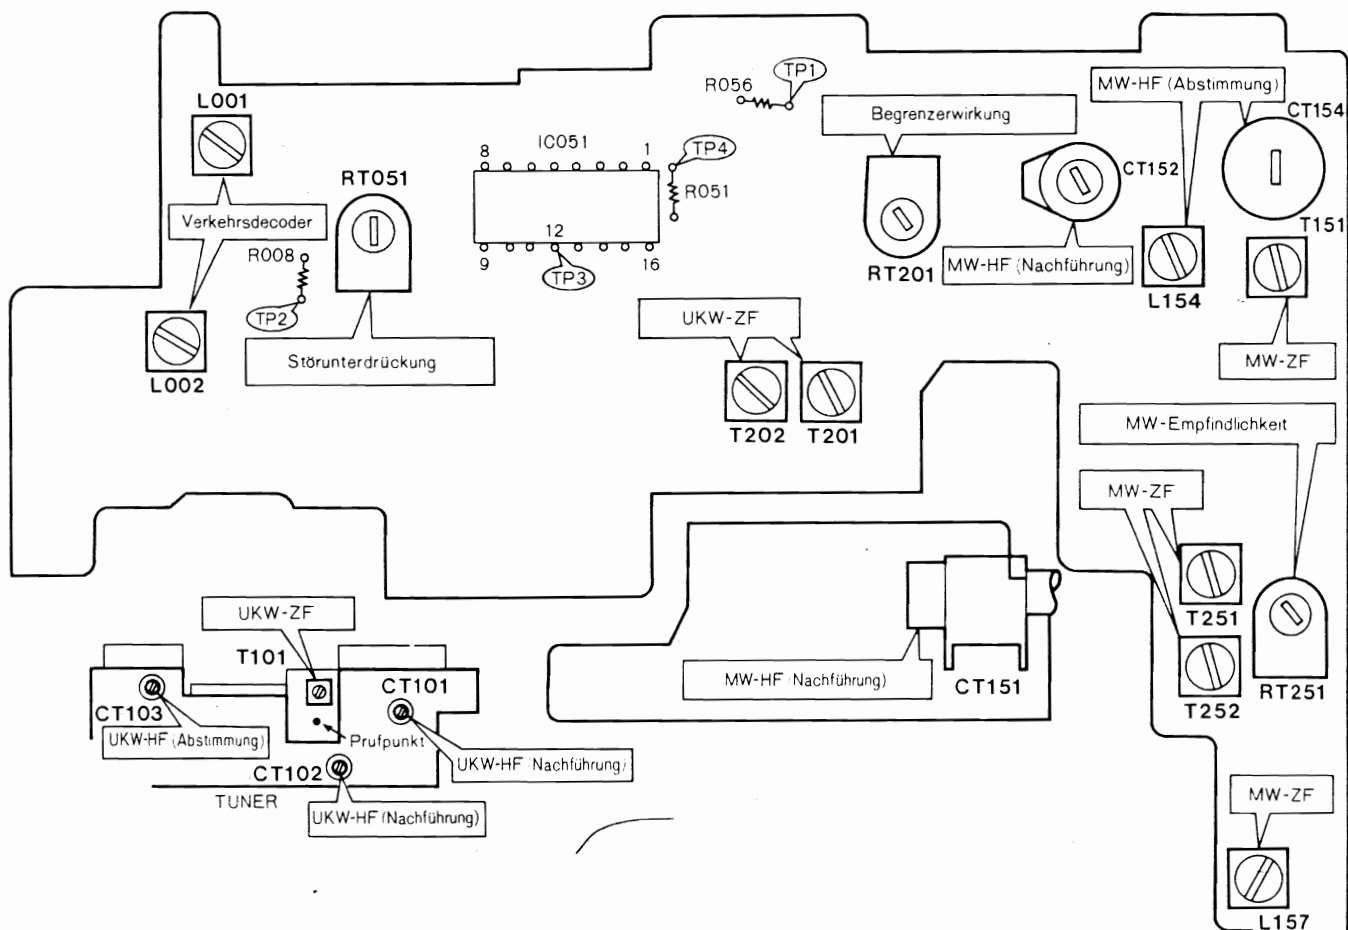 R056
TP1
MW-HF (Abstimmung)
CT154
L001
Begrenzerwirkung
8
IC051
1
TP4
RT051
R051
CT152
Verkehrsdecoder
T151
R008
12
9
TP3
16
RT201
MW-HF (Nachführung)
L154
TP2
UKW-ZF
Störunterdrückung
MW-ZF
L002
T202
T201
MW-Empfindlichkeit
MW-ZF
UKW-ZF
T251
T101
CT101
MW-HF (Nachführung)
CT151
RT251
CT103
T252
UKW-HF (Abstimmung)
Prufpunkt
UKW-HF (Nachführung)
CT102
TUNER
UKW-HF (Nachführung)
MW-ZF
L157